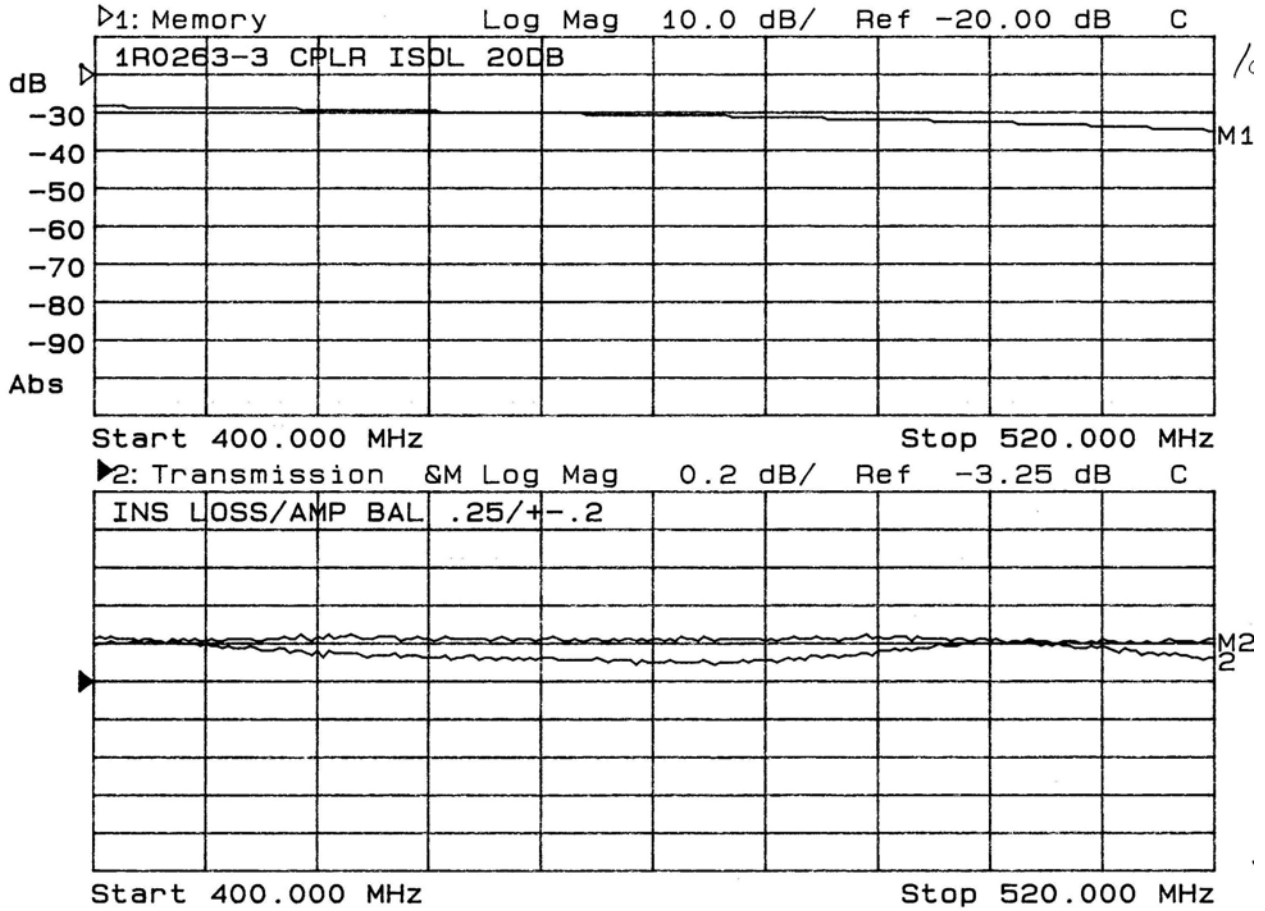 1: Memory Log Mag 10.0 dB/ Ref -20.00 dB C
1R0263-3 CPLR ISOL 20DB
dB
-30
M1
-40
-50
-60
-70
-80
-90
Abs
Start 400.000 MHz Stop 520.000 MHz
2: Transmission &M Log Mag 0.2 dB/ Ref -3.25 dB C
INS LOSS/AMP BAL .25/+-.2
M2
2
Start 400.000 MHz Stop 520.000 MHz